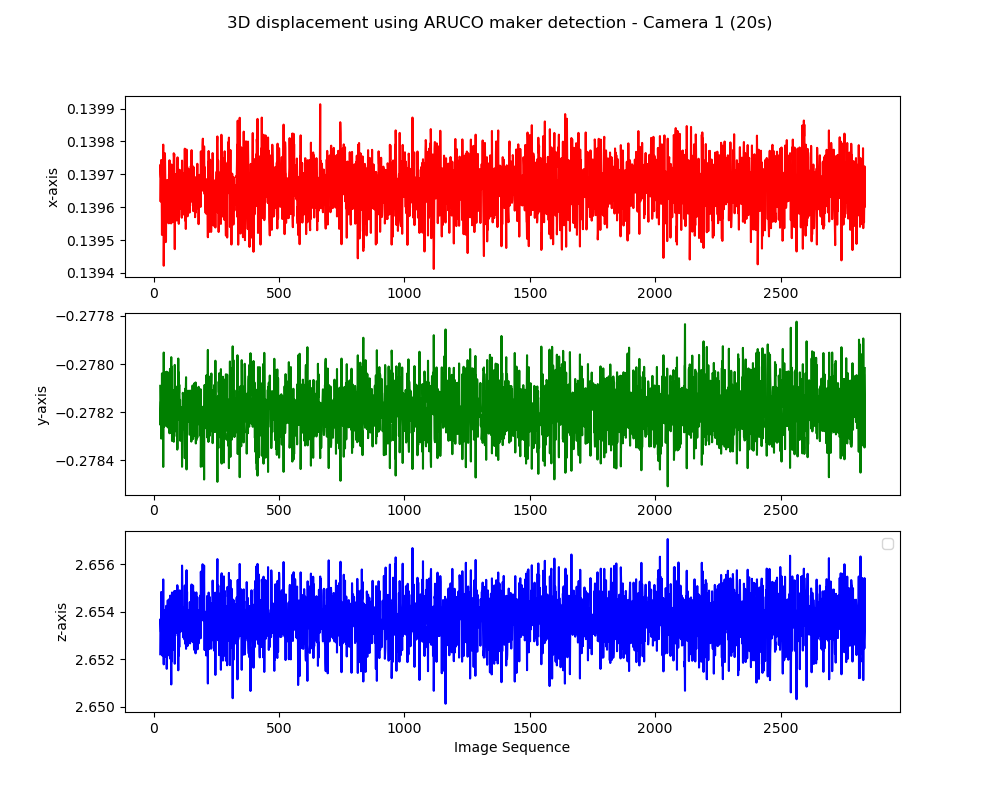 3D displacement using ARUCO maker detection - Camera 1 (20s)
0.1399
0.1398
0.1397
0.1396
0.1395
0.1394
x-axis
0 500 1000 1500 2000 2500
−0.2778
−0.2780
−0.2782
−0.2784
y-axis
0 500 1000 1500 2000 2500
2.656
2.654
2.652
2.650
z-axis
0 500 1000 1500 2000 2500
Image Sequence